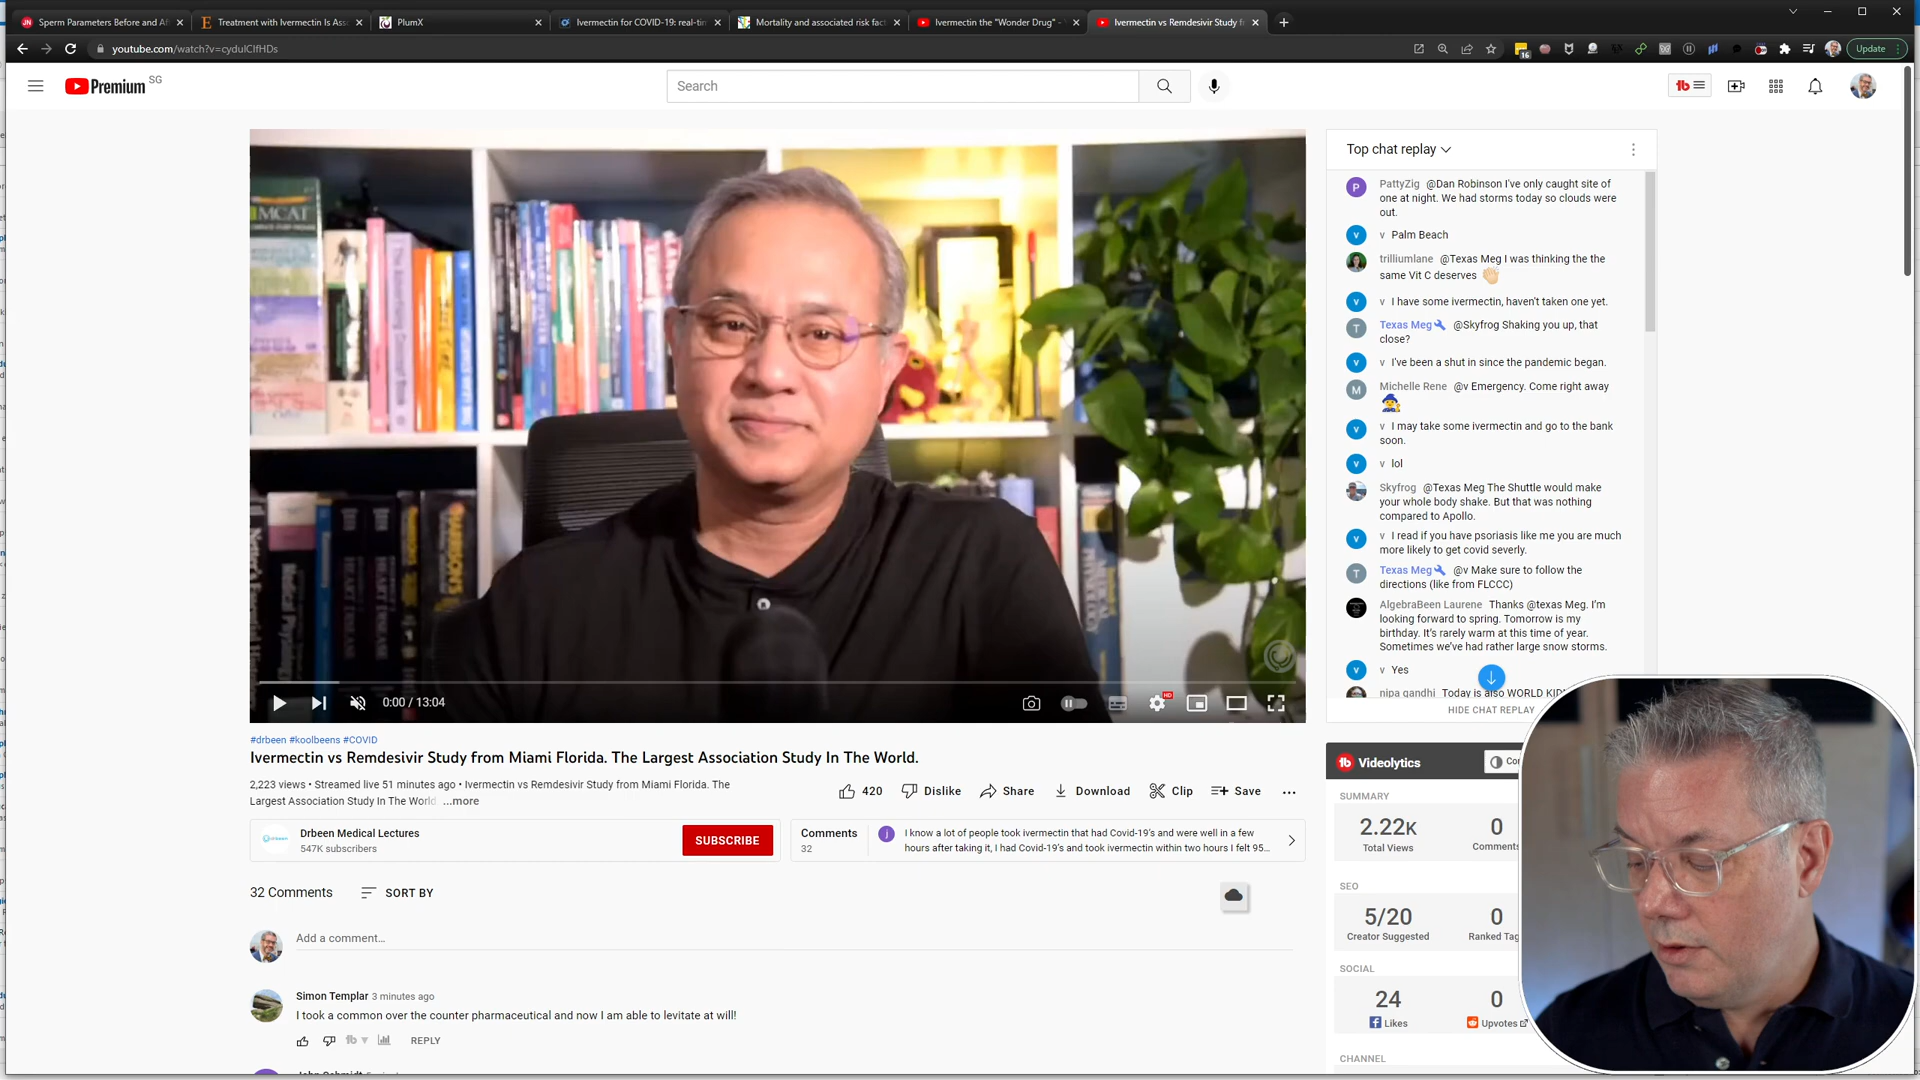 Sperm Parameters Before and Af
Treatment with Ivermectin Is Ass
PlumX
Ivermectin for COVID-19: real-tim
Mortality and associated risk fac
Ivermectin the "Wonder Drug" -
Ivermectin vs Remdesivir Study f
youtube.com/watch?v=cydulCIfHDs
Update
Premium SG
Search
16
MCAT
HD
0:00 / 13:04
#drbeen #koolbeens #COVID
Ivermectin vs Remdesivir Study from Miami Florida. The Largest Association Study In The World.
2,223 views • Streamed live 51 minutes ago • Ivermectin vs Remdesivir Study from Miami Florida. The
Largest Association Study In The World ...more
420
Dislike
Share
Download
Clip
Save
Drbeen Medical Lectures
547K subscribers
SUBSCRIBE
Comments
32
I know a lot of people took ivermectin that had Covid-19's and were well in a few
hours after taking it, I had Covid-19's and took ivermectin within two hours I felt 95...
32 Comments
SORT BY
Add a comment...
Simon Templar 3 minutes ago
I took a common over the counter pharmaceutical and now I am able to levitate at will!
REPLY
Top chat replay
P
PattyZig @Dan Robinson I've only caught site of
one at night. We had storms today so clouds were
out.
v v Palm Beach
trilliumlane @Texas Meg I was thinking the the
same Vit C deserves
v v I have some ivermectin, haven't taken one yet.
T Texas Meg @Skyfrog Shaking you up, that
close?
v v I've been a shut in since the pandemic began.
M Michelle Rene @v Emergency. Come right away
v v I may take some ivermectin and go to the bank
soon.
v v lol
Skyfrog @Texas Meg The Shuttle would make
your whole body shake. But that was nothing
compared to Apollo.
v v I read if you have psoriasis like me you are much
more likely to get covid severly.
T Texas Meg @v Make sure to follow the
directions (like from FLCCC)
AlgebraBeen Laurene Thanks @texas Meg. I'm
looking forward to spring. Tomorrow is my
birthday. It's rarely warm at this time of year.
Sometimes we've had rather large snow storms.
v v Yes
nipa gandhi Today is also WORLD KID
HIDE CHAT REPLAY
Videolytics
Co
SUMMARY
2.22K
Total Views
0
Comments
SEO
5/20
Creator Suggested
0
Ranked Tag
SOCIAL
24
Likes
0
Upvotes
CHANNEL